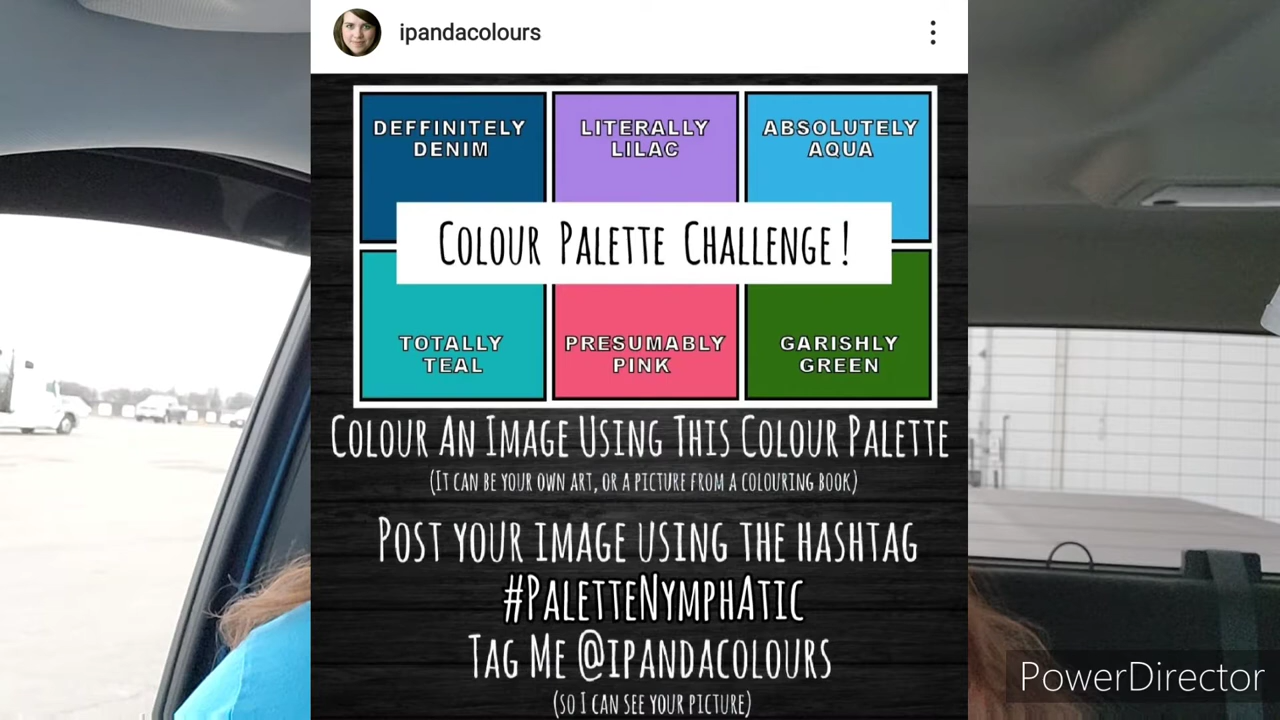 ipandacolours
DEFFINITELY
DENIM
LITERALLY
LILAC
ABSOLUTELY
AQUA
COLOUR PALETTE CHALLENGE!
TOTALLY
TEAL
PRESUMABLY
PINK
GARISHLY
GREEN
COLOUR AN IMAGE USING THIS COLOUR PALETTE
(IT CAN BE YOUR OWN ART, OR A PICTURE FROM A COLOURING BOOK)
POST YOUR IMAGE USING THE HASHTAG
#PALETTENYMPHATIC
TAG ME @IPANDACOLOURS
(SO I CAN SEE YOUR PICTURE)
PowerDirector